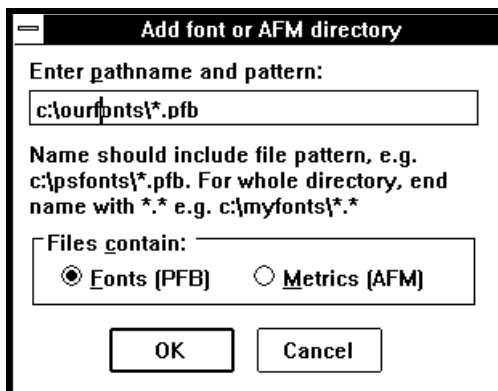 Add font or AFM directory
Enter pathname and pattern:
c:\ourfonts\*.pfb
Name should include file pattern, e.g.
c:\psfonts\*.pfb. For whole directory, end
name with *.* e.g. c:\myfonts\*.*
Files contain:
Fonts (PFB) Metrics (AFM)
OK Cancel